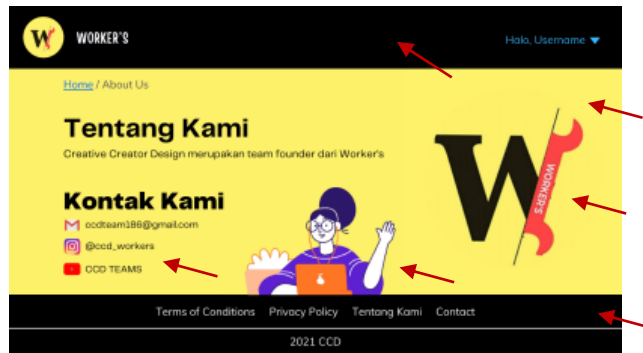 W WORKER'S
Halo, Username
Home / About Us
Tentang Kami
Creative Creator Design merupakan team founder dari Worker's
Kontak Kami
ccdteam186@gmail.com
@ccd_workers
CCD TEAMS
W WORKER'S
Terms of Conditions Privacy Policy Tentang Kami Contact
2021 CCD